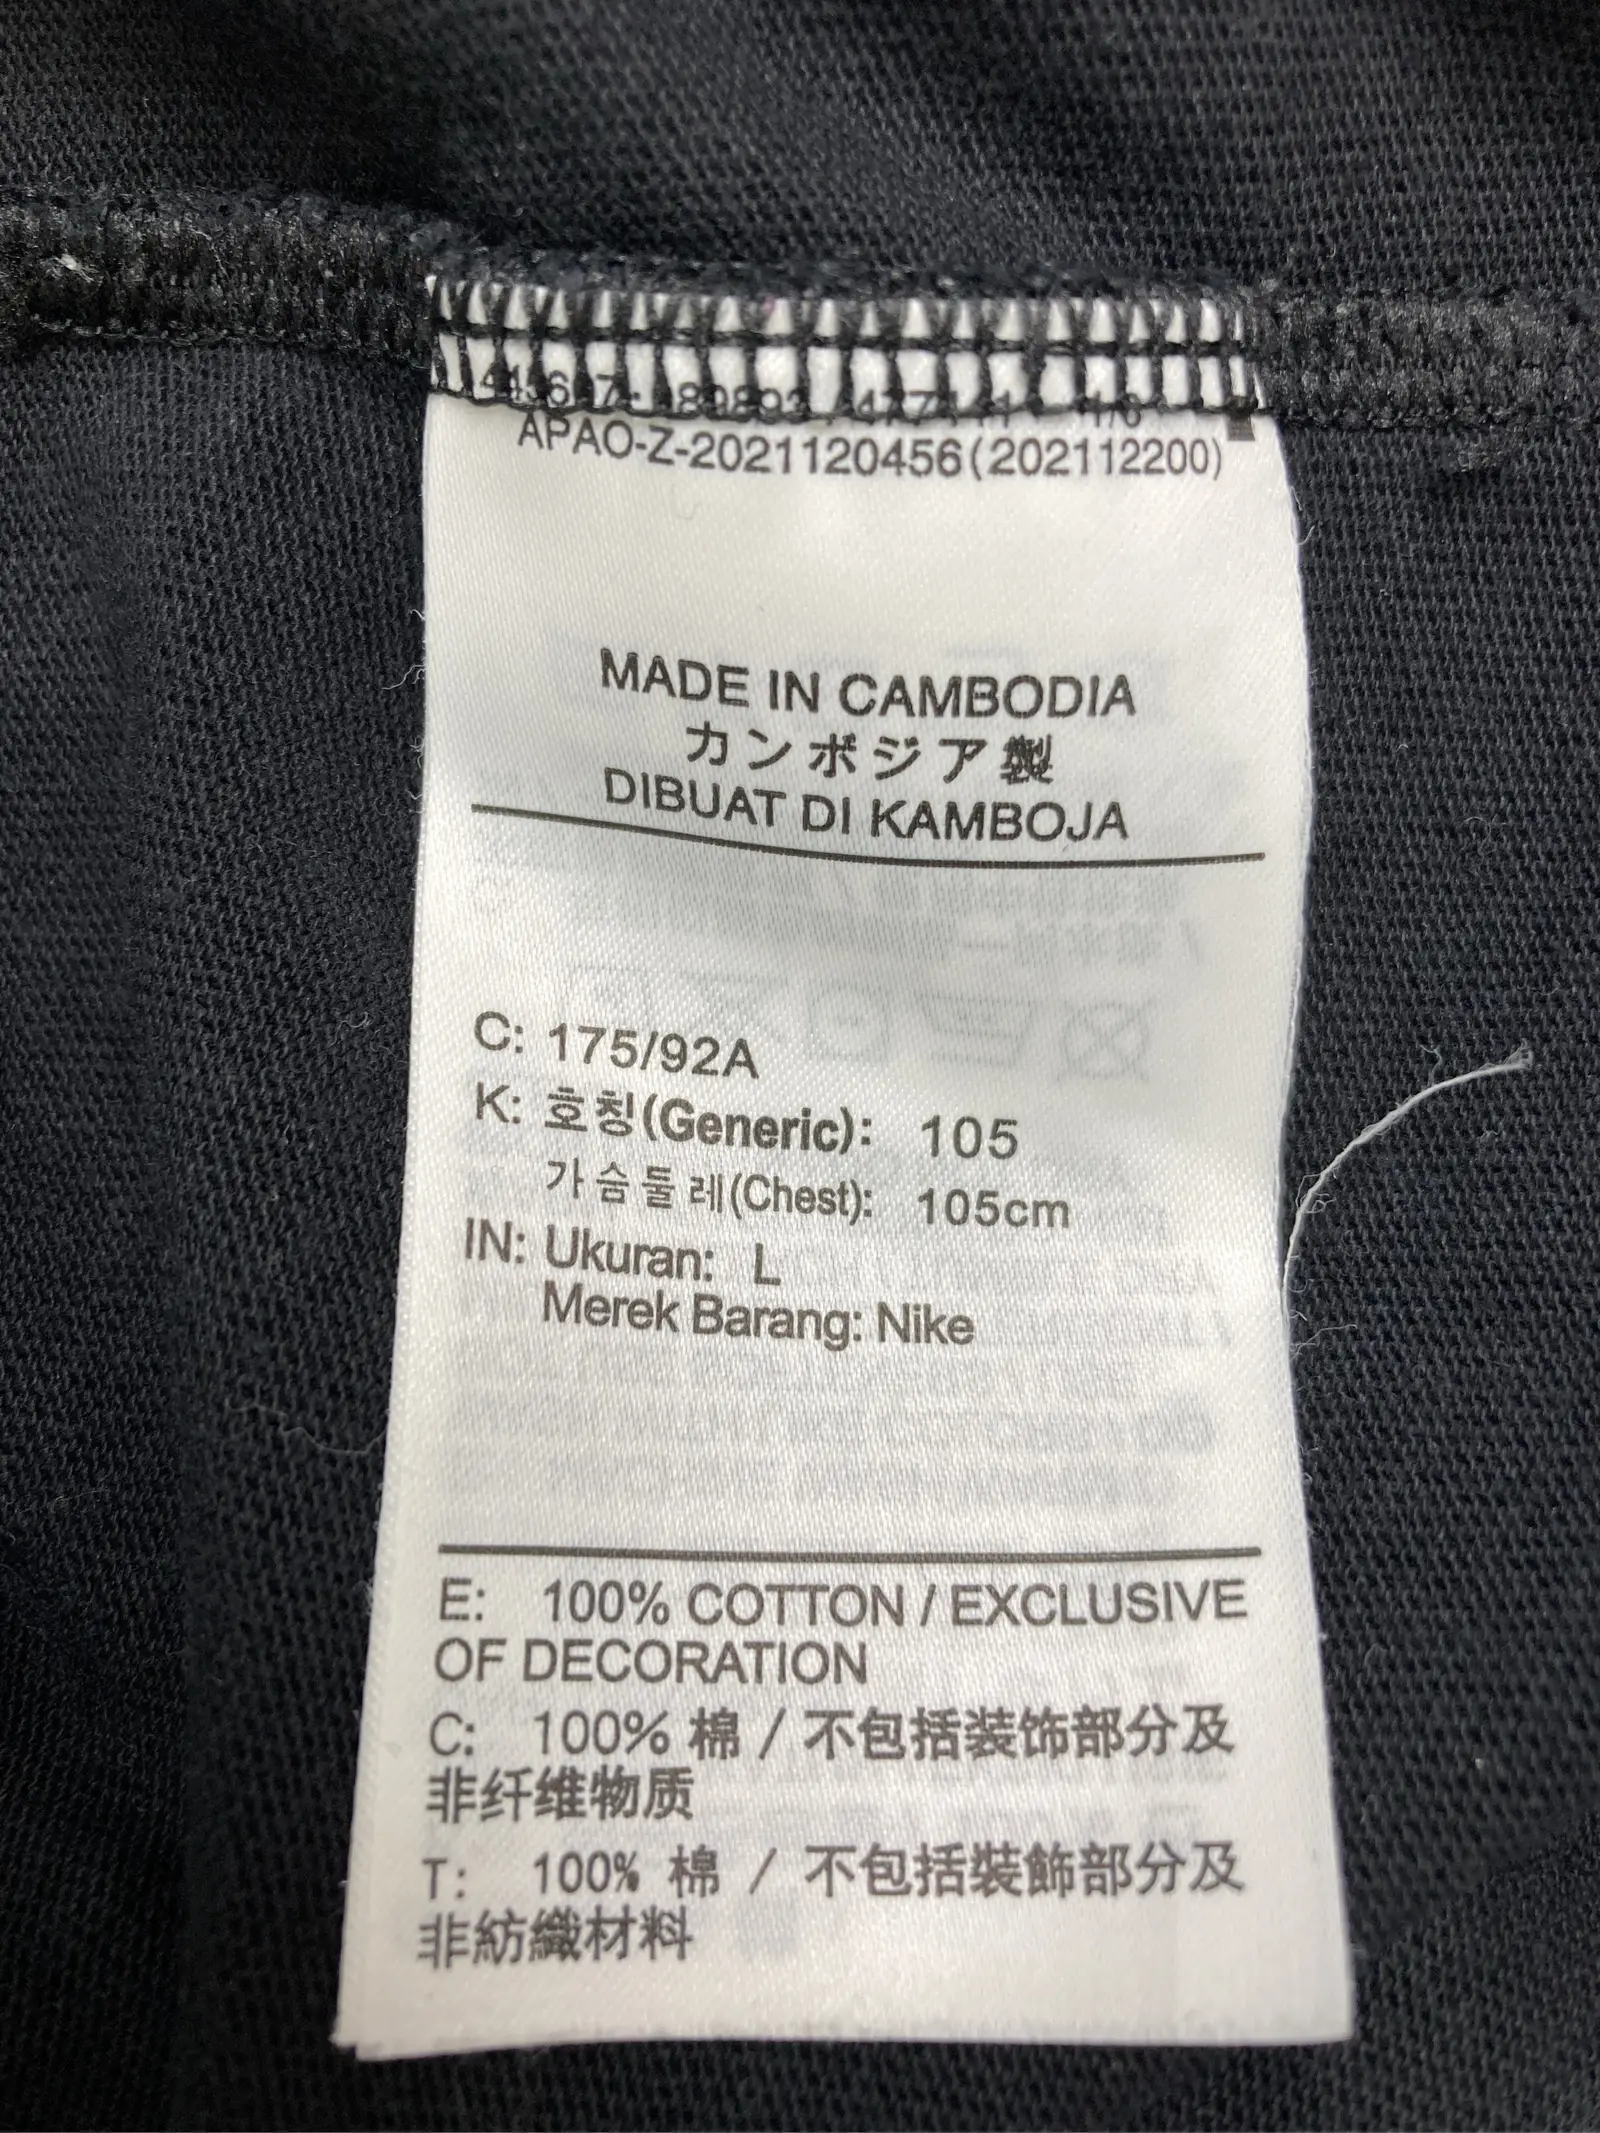 APAO-Z-2021120456(202112200)
MADE IN CAMBODIA
カンボジア製
DIBUAT DI KAMBOJA
C: 175/92A
K: 호칭(Generic): 105
가슴둘레(Chest): 105cm
IN: Ukuran: L
Merek Barang: Nike
E: 100% COTTON / EXCLUSIVE
OF DECORATION
C: 100% 棉 / 不包括装饰部分及
非纤维物质
T: 100% 棉 / 不包括裝飾部分及
非紡織材料